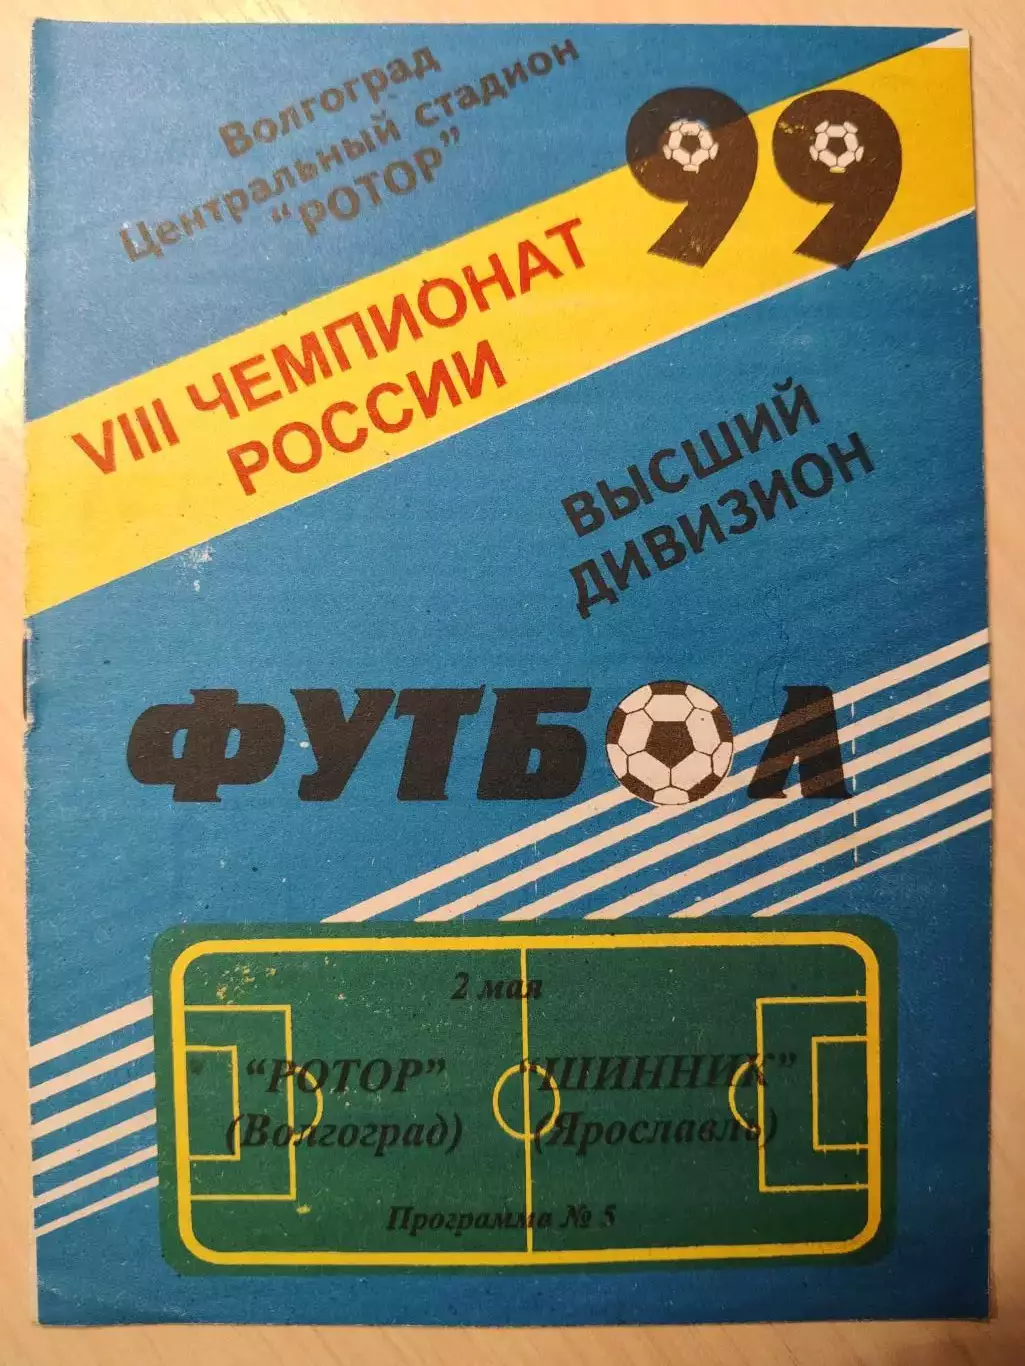 Волгоград
Центральный стадион
“РОТОР”
99
VIII ЧЕМПИОНАТ
РОССИИ
ВЫСШИЙ
ДИВИЗИОН
ФУТБОЛ
2 мая
“РОТОР” “ШИННИК”
(Волгоград) (Ярославль)
Программа № 5